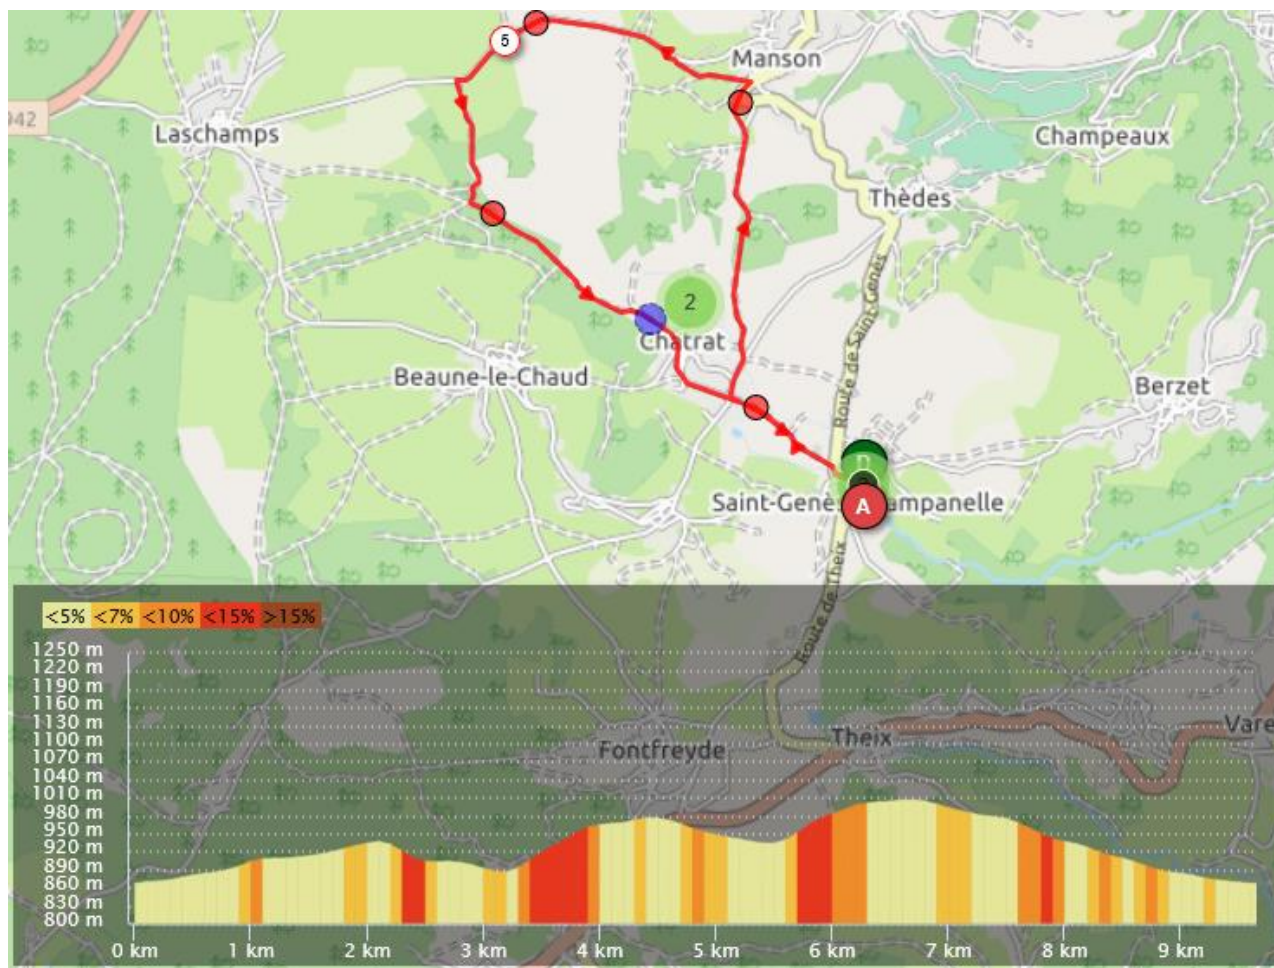 5
Manson
942
Laschamps
Champeaux
Thèdes
Route de Saint-Genès
2
Chatrat
Beaune-le-Chaud
Berzet
D
Saint-Genès
A
ampanelle
Route de Theix
<5% <7% <10% <15% >15%
1250 m
1220 m
1190 m
1160 m
1130 m
1100 m
1070 m
1040 m
1010 m
980 m
950 m
920 m
890 m
860 m
830 m
800 m
Fontfreyde
Theix
Vare
0 km 1 km 2 km 3 km 4 km 5 km 6 km 7 km 8 km 9 km